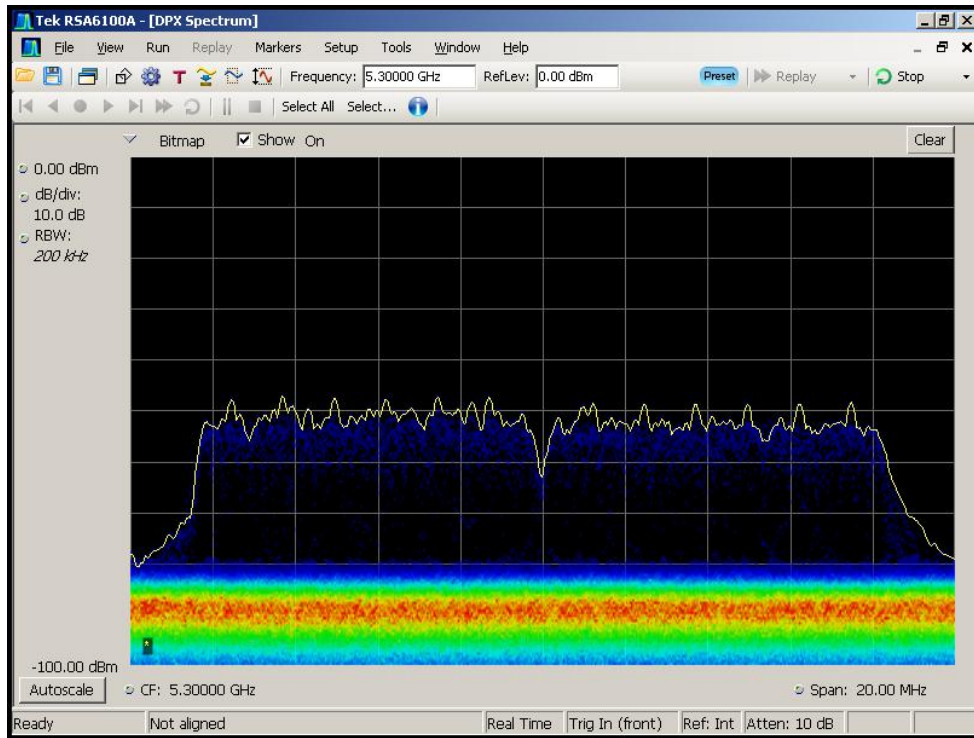 Tek RSA6100A - [DPX Spectrum]
File View Run Replay Markers Setup Tools Window Help
T Frequency: 5.30000 GHz RefLev: 0.00 dBm Preset Replay Stop
Select All Select...
Bitmap Show On Clear
0.00 dBm
dB/div:
10.0 dB
RBW:
200 kHz
-100.00 dBm
Autoscale CF: 5.30000 GHz Span: 20.00 MHz
Ready Not aligned Real Time Trig In (front) Ref: Int Atten: 10 dB